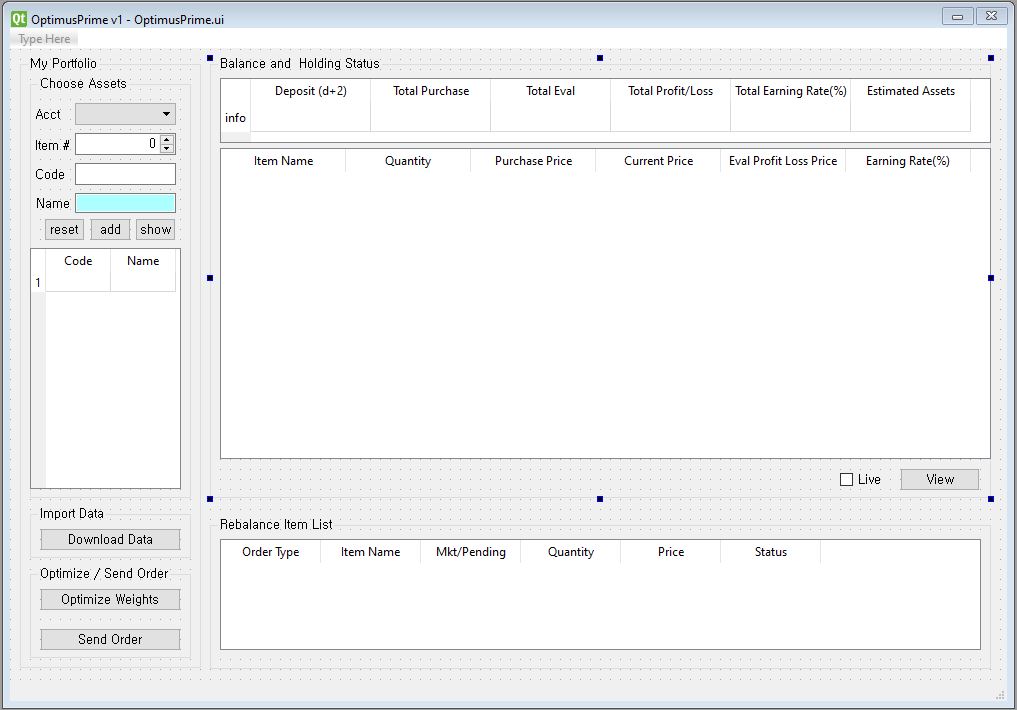 Qt OptimusPrime v1 - OptimusPrime.ui
Type Here
My Portfolio
Choose Assets
Acct
Item # 0
Code
Name
reset add show
Code Name
1
Import Data
Download Data
Optimize / Send Order
Optimize Weights
Send Order
Balance and  Holding Status
Deposit (d+2) Total Purchase Total Eval Total Profit/Loss Total Earning Rate(%) Estimated Assets
info
Item Name Quantity Purchase Price Current Price Eval Profit Loss Price Earning Rate(%)
Live View
Rebalance Item List
Order Type Item Name Mkt/Pending Quantity Price Status